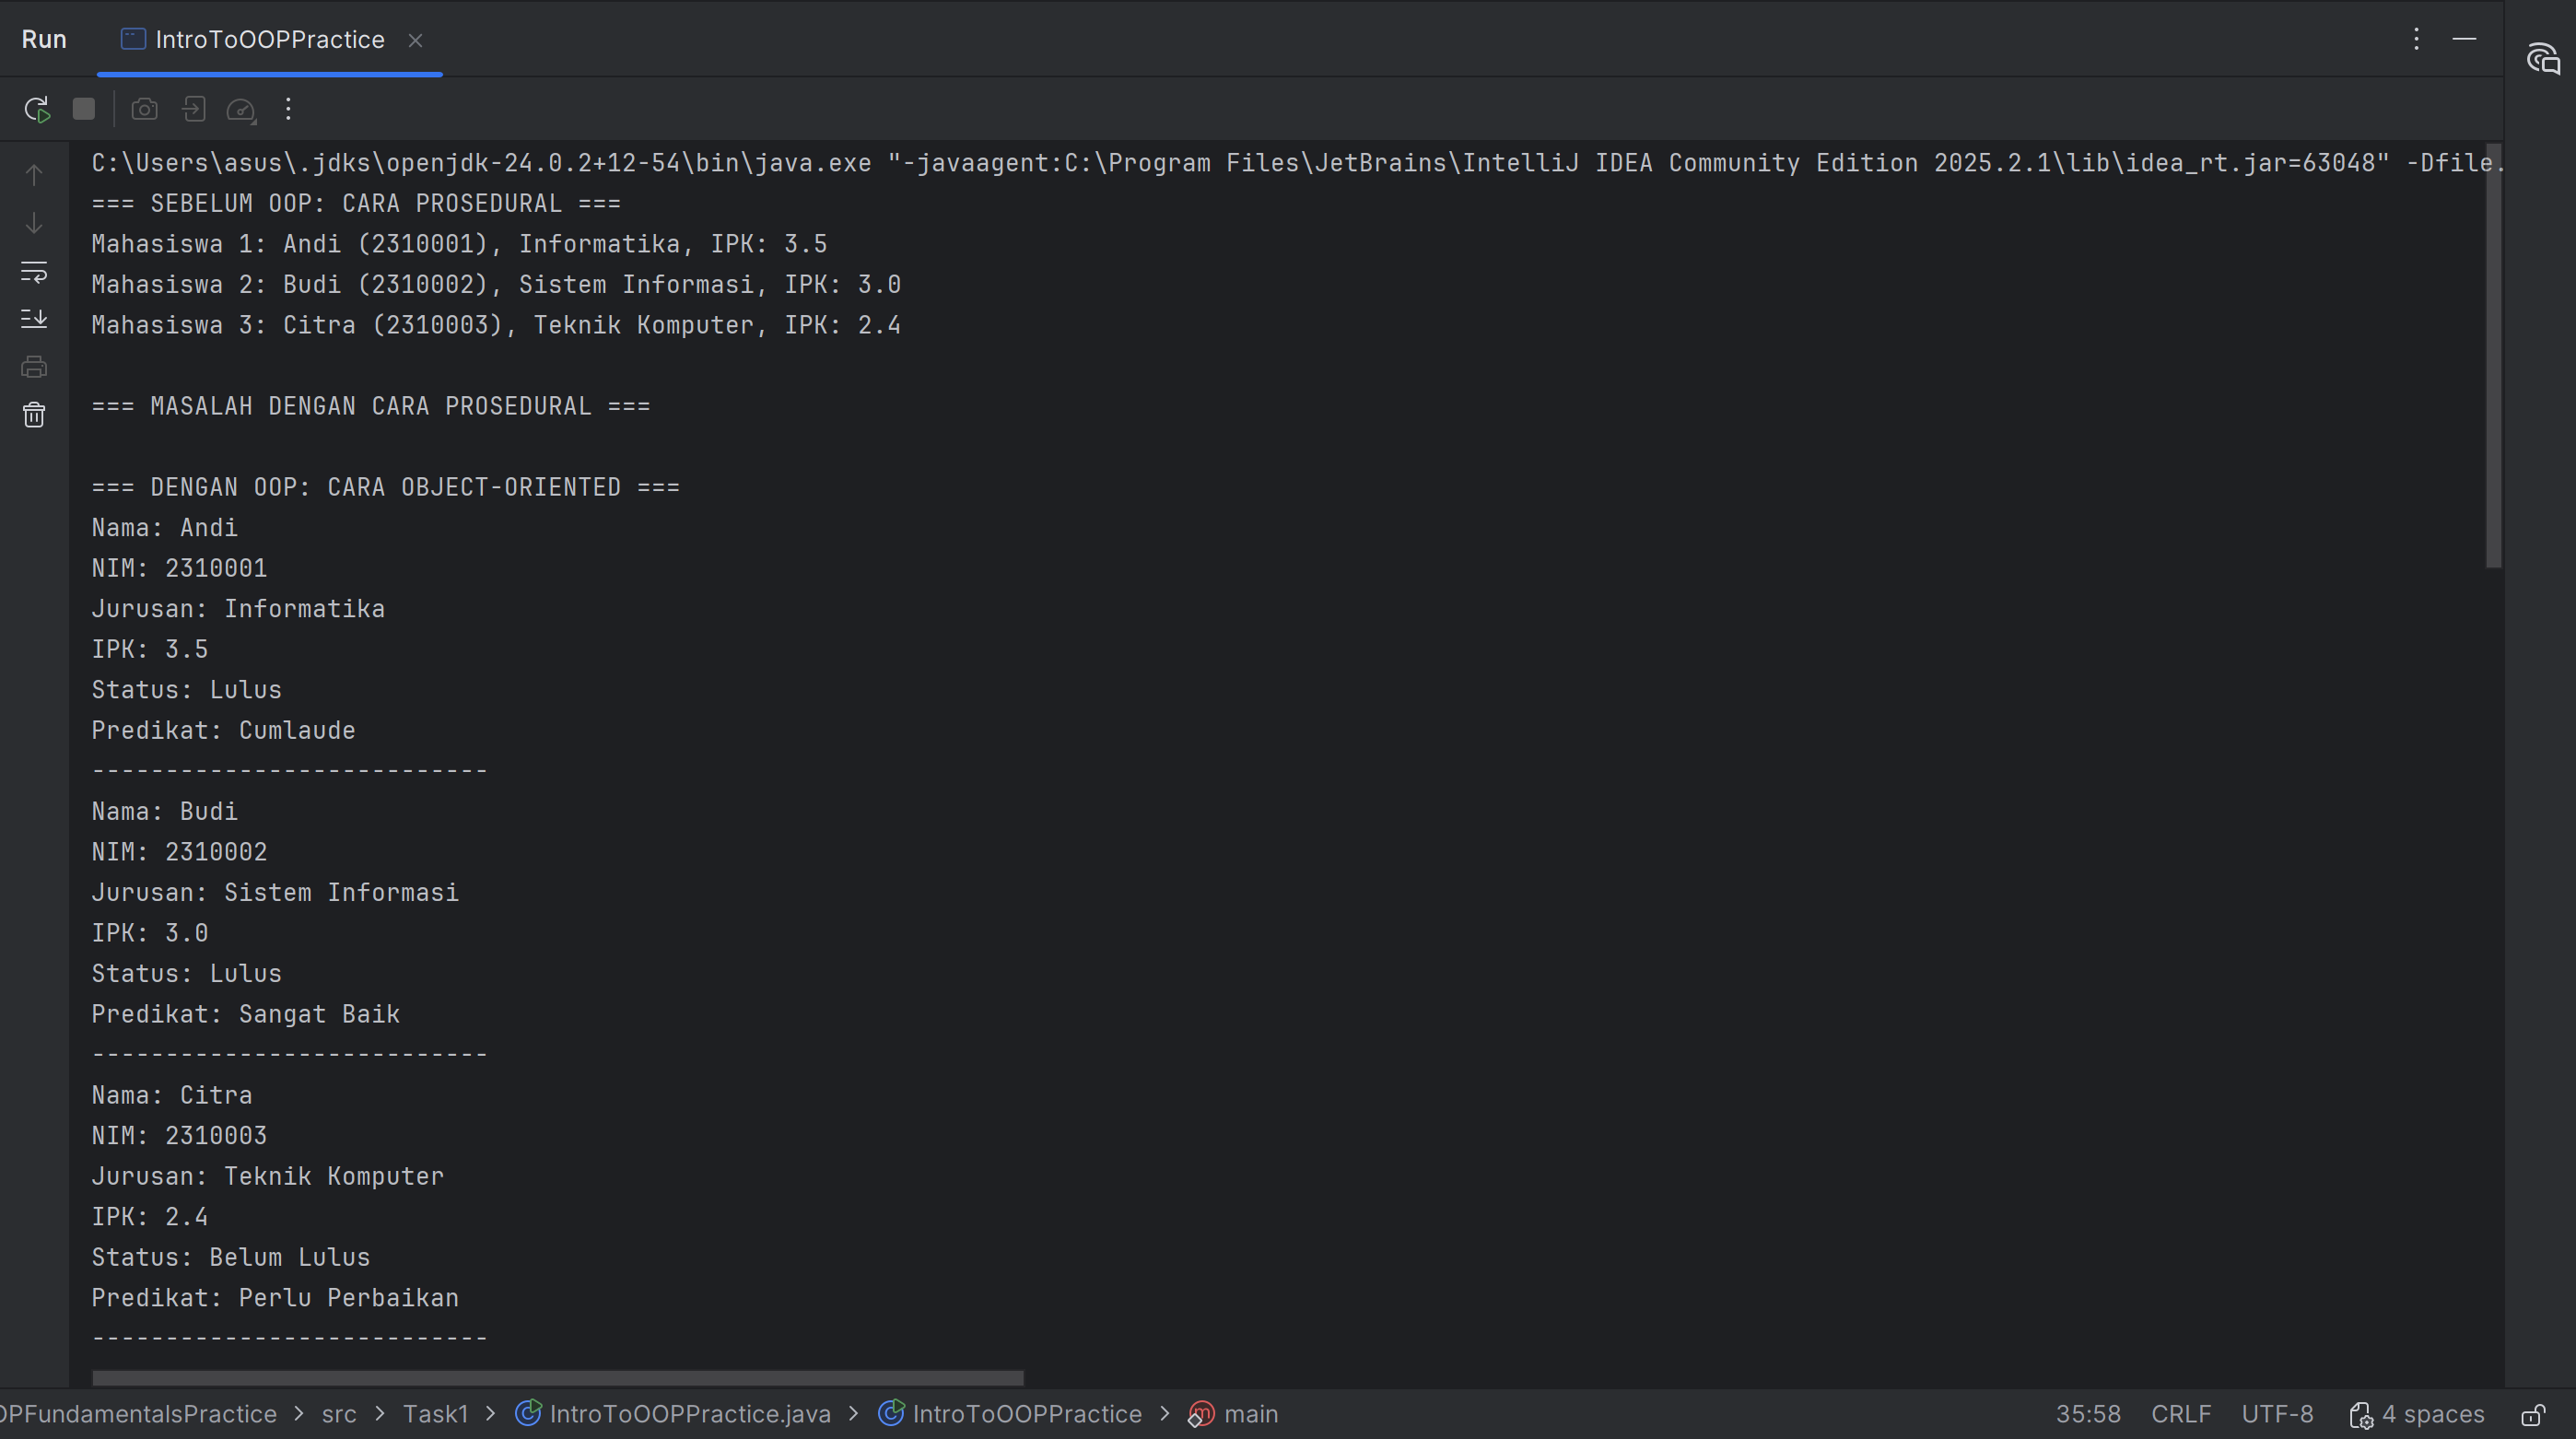 Run IntroToOOPPractice
C:\Users\asus\.jdks\openjdk-24.0.2+12-54\bin\java.exe "-javaagent:C:\Program Files\JetBrains\IntelliJ IDEA Community Edition 2025.2.1\lib\idea_rt.jar=63048" -Dfile.
=== SEBELUM OOP: CARA PROSEDURAL ===
Mahasiswa 1: Andi (2310001), Informatika, IPK: 3.5
Mahasiswa 2: Budi (2310002), Sistem Informasi, IPK: 3.0
Mahasiswa 3: Citra (2310003), Teknik Komputer, IPK: 2.4
=== MASALAH DENGAN CARA PROSEDURAL ===
=== DENGAN OOP: CARA OBJECT-ORIENTED ===
Nama: Andi
NIM: 2310001
Jurusan: Informatika
IPK: 3.5
Status: Lulus
Predikat: Cumlaude
---------------------------
Nama: Budi
NIM: 2310002
Jurusan: Sistem Informasi
IPK: 3.0
Status: Lulus
Predikat: Sangat Baik
---------------------------
Nama: Citra
NIM: 2310003
Jurusan: Teknik Komputer
IPK: 2.4
Status: Belum Lulus
Predikat: Perlu Perbaikan
---------------------------
OPFundamentalsPractice > src > Task1 > IntroToOOPPractice.java > IntroToOOPPractice > main 35:58 CRLF UTF-8 4 spaces